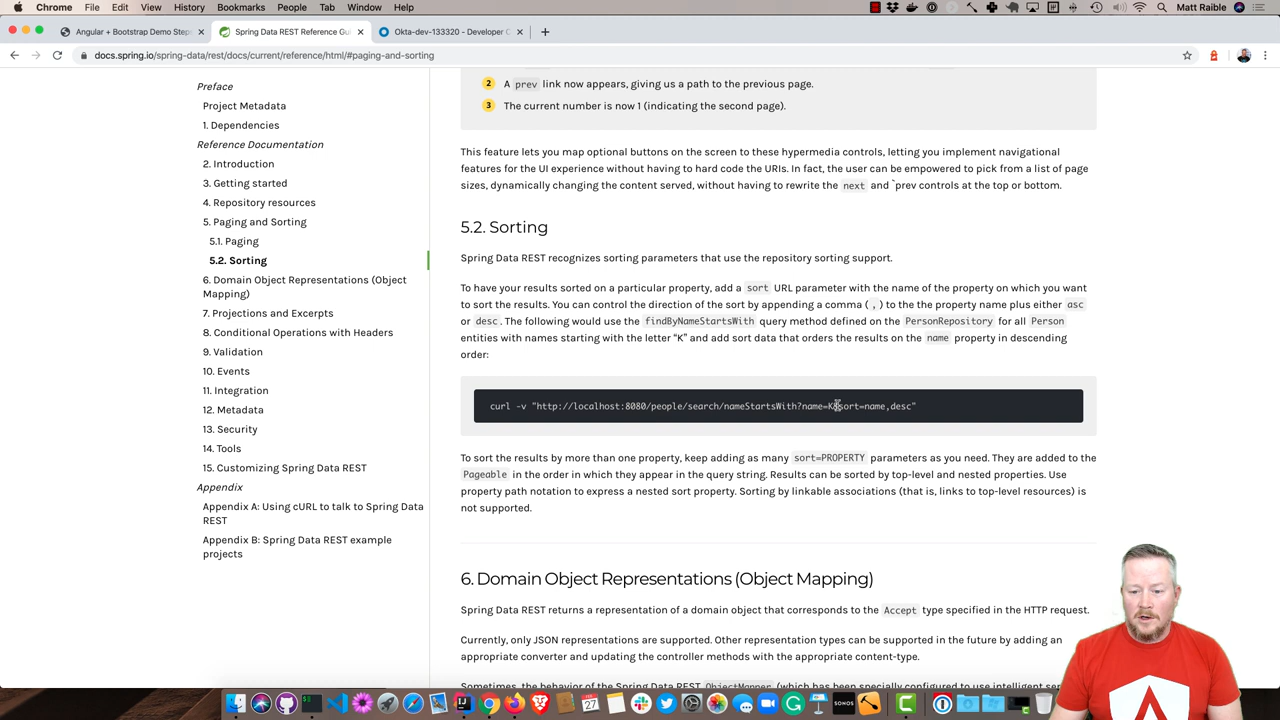 Chrome File Edit View History Bookmarks People Tab Window Help Matt Raible
Angular + Bootstrap Demo Step
Spring Data REST Reference Gui
Okta-dev-133320 - Developer C
docs.spring.io/spring-data/rest/docs/current/reference/html/#paging-and-sorting
Preface
Project Metadata
1. Dependencies
Reference Documentation
2. Introduction
3. Getting started
4. Repository resources
5. Paging and Sorting
5.1. Paging
5.2. Sorting
6. Domain Object Representations (Object
Mapping)
7. Projections and Excerpts
8. Conditional Operations with Headers
9. Validation
10. Events
11. Integration
12. Metadata
13. Security
14. Tools
15. Customizing Spring Data REST
Appendix
Appendix A: Using cURL to talk to Spring Data
REST
Appendix B: Spring Data REST example
projects
2 A prev link now appears, giving us a path to the previous page.
3 The current number is now 1 (indicating the second page).
This feature lets you map optional buttons on the screen to these hypermedia controls, letting you implement navigational
features for the UI experience without having to hard code the URIs. In fact, the user can be empowered to pick from a list of page
sizes, dynamically changing the content served, without having to rewrite the next and `prev controls at the top or bottom.
5.2. Sorting
Spring Data REST recognizes sorting parameters that use the repository sorting support.
To have your results sorted on a particular property, add a sort URL parameter with the name of the property on which you want
to sort the results. You can control the direction of the sort by appending a comma ( , ) to the the property name plus either asc
or desc. The following would use the findByNameStartsWith query method defined on the PersonRepository for all Person
entities with names starting with the letter “K” and add sort data that orders the results on the name property in descending
order:
curl -v "http://localhost:8080/people/search/nameStartsWith?name=K&sort=name,desc"
To sort the results by more than one property, keep adding as many sort=PROPERTY parameters as you need. They are added to the
Pageable in the order in which they appear in the query string. Results can be sorted by top-level and nested properties. Use
property path notation to express a nested sort property. Sorting by linkable associations (that is, links to top-level resources) is
not supported.
6. Domain Object Representations (Object Mapping)
Spring Data REST returns a representation of a domain object that corresponds to the Accept type specified in the HTTP request.
Currently, only JSON representations are supported. Other representation types can be supported in the future by adding an
appropriate converter and updating the controller methods with the appropriate content-type.
Sometimes, the behavior of the Spring Data REST ObjectMapper (which has been specially configured to use intelligent
27
SONOS